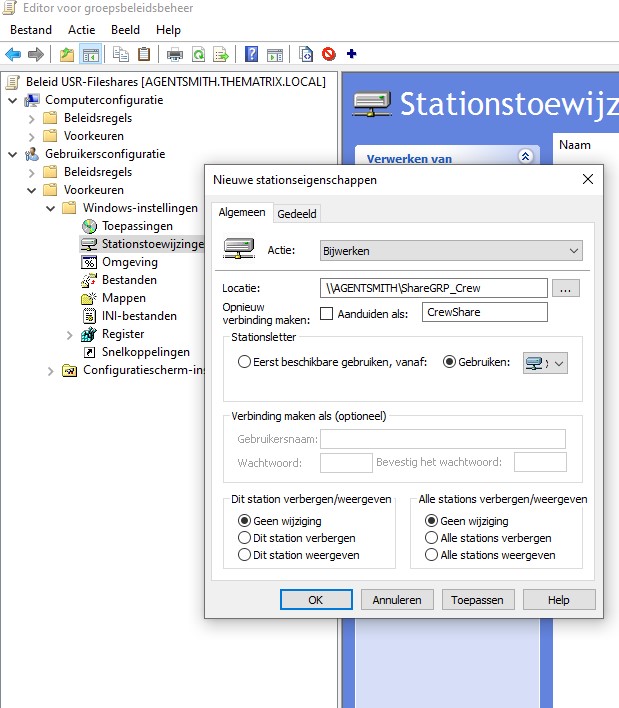 Editor voor groepsbeleidsbeheer
Bestand Actie Beeld Help
Beleid USR-Fileshares [AGENTSMITH.THEMATRIX.LOCAL]
Computerconfiguratie
Beleidsregels
Voorkeuren
Gebruikersconfiguratie
Beleidsregels
Voorkeuren
Windows-instellingen
Toepassingen
Stationstoewijzinge
Omgeving
Bestanden
Mappen
INI-bestanden
Register
Snelkoppelingen
Configuratiescherm-ins
Stationstoewijz
Verwerken van
Naam
Nieuwe stationseigenschappen
Algemeen Gedeeld
Actie: Bijwerken
Locatie: \\AGENTSMITH\ShareGRP_Crew ...
Opnieuw
verbinding maken: Aanduiden als: CrewShare
Stationsletter
Eerst beschikbare gebruiken, vanaf: Gebruiken:
Verbinding maken als (optioneel)
Gebruikersnaam:
Wachtwoord: Bevestig het wachtwoord:
Dit station verbergen/weergeven
Geen wijziging
Dit station verbergen
Dit station weergeven
Alle stations verbergen/weergeven
Geen wijziging
Alle stations verbergen
Alle stations weergeven
OK Annuleren Toepassen Help